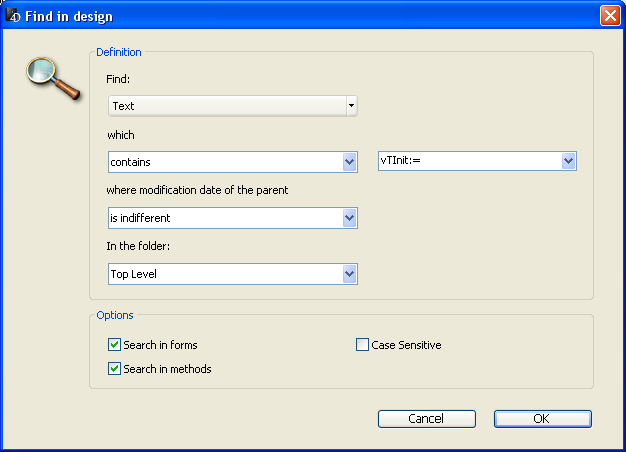 Find in design
Definition
Find:
Text
which
contains
vTInit:=
where modification date of the parent
is indifferent
In the folder:
Top Level
Options
Search in forms
Case Sensitive
Search in methods
Cancel
OK